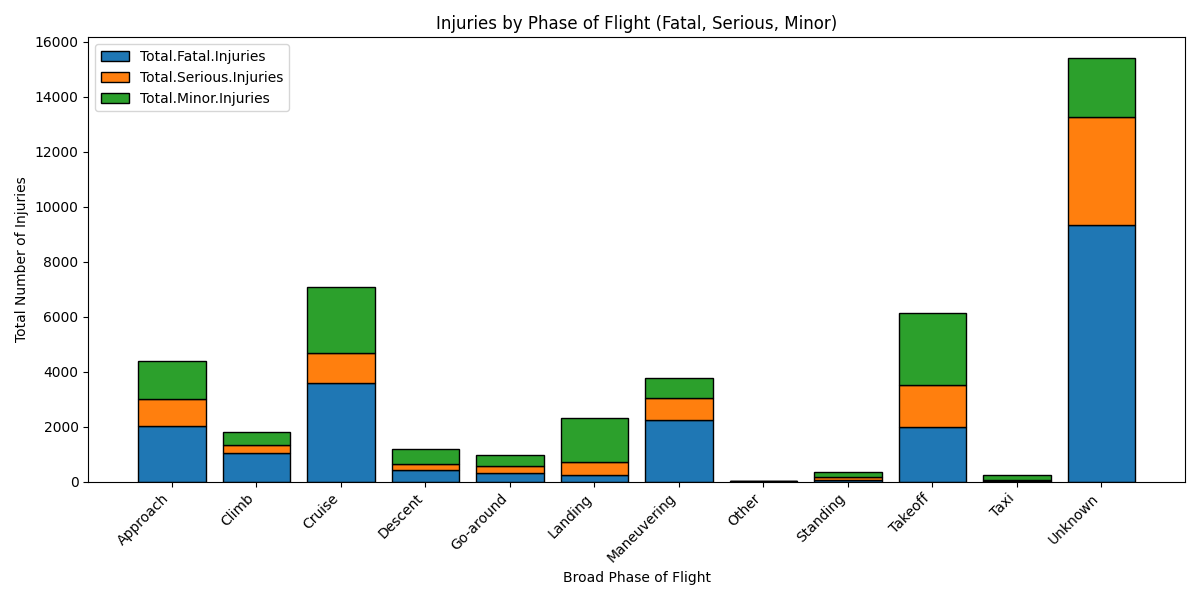 Injuries by Phase of Flight (Fatal, Serious, Minor)
Total.Fatal.Injuries
Total.Serious.Injuries
Total.Minor.Injuries
Total Number of Injuries
16000
14000
12000
10000
8000
6000
4000
2000
0
Approach
Climb
Cruise
Descent
Go-around
Landing
Maneuvering
Other
Standing
Takeoff
Taxi
Unknown
Broad Phase of Flight